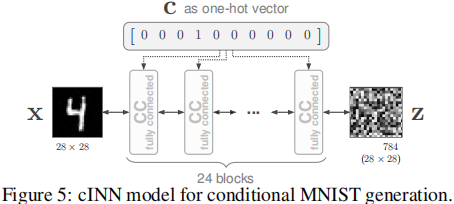 C as one-hot vector
[ 0 0 0 1 0 0 0 0 0 0 ]
CC
fully connected
CC
fully connected
...
CC
fully connected
X
4
Z
28 × 28
784
(28 × 28)
24 blocks
Figure 5: cINN model for conditional MNIST generation.